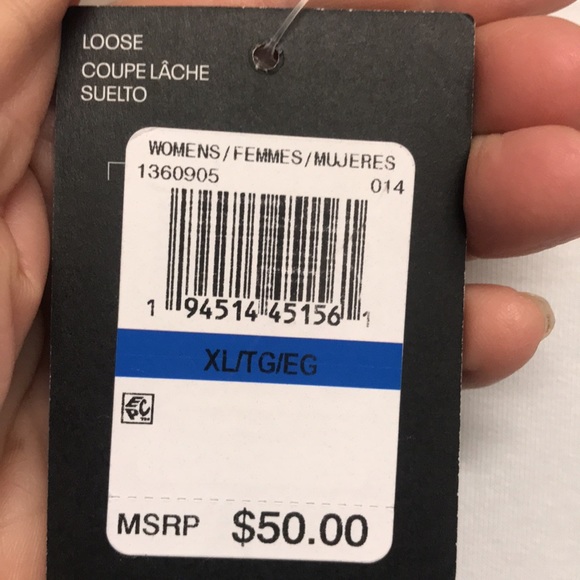 LOOSE
COUPE LÂCHE
SUELTO
WOMENS/FEMMES/MUJERES
1360905 014
1 94514 45156 1
XL/TG/EG
EPC
MSRP $50.00